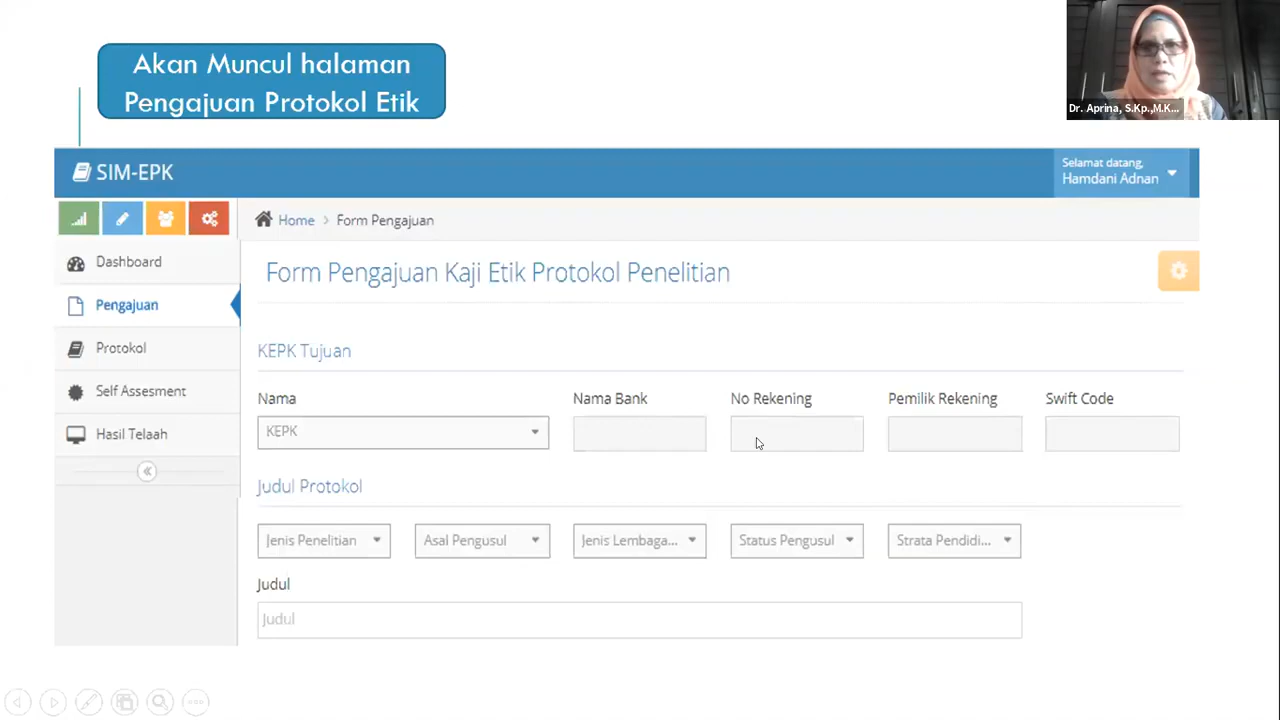 Akan Muncul halaman
Pengajuan Protokol Etik
Dr. Aprina, S.Kp.,M.K...
SIM-EPK
Selamat datang,
Hamdani Adnan
Home > Form Pengajuan
Dashboard
Pengajuan
Protokol
Self Assesment
Hasil Telaah
Form Pengajuan Kaji Etik Protokol Penelitian
KEPK Tujuan
Nama Nama Bank No Rekening Pemilik Rekening Swift Code
KEPK
Judul Protokol
Jenis Penelitian Asal Pengusul Jenis Lembaga... Status Pengusul Strata Pendidi...
Judul
Judul